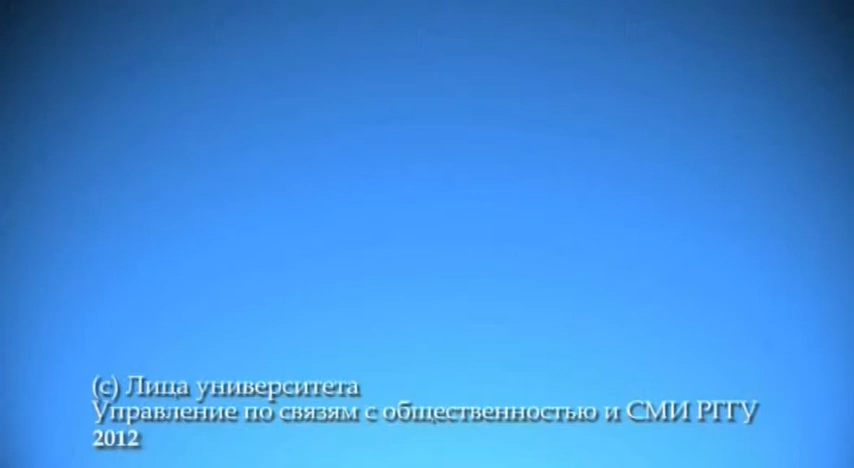 (c) Лица университета
Управление по связям с общественностью и СМИ РГГУ
2012